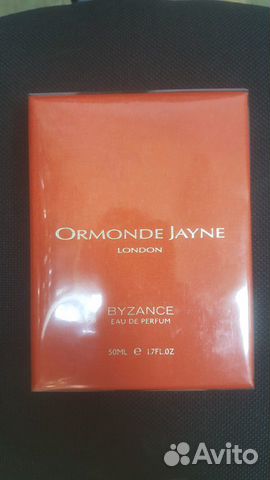 ORMONDE JAYNE
LONDON
BYZANCE
EAU DE PERFUM
50ML ℮ 1.7FL.OZ
Avito